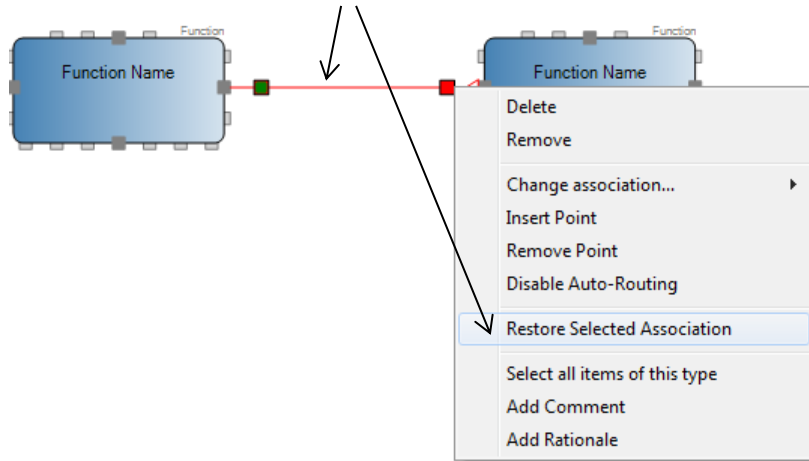 Function
Function
Function Name
Function Name
Delete
Remove
Change association...
Insert Point
Remove Point
Disable Auto-Routing
Restore Selected Association
Select all items of this type
Add Comment
Add Rationale